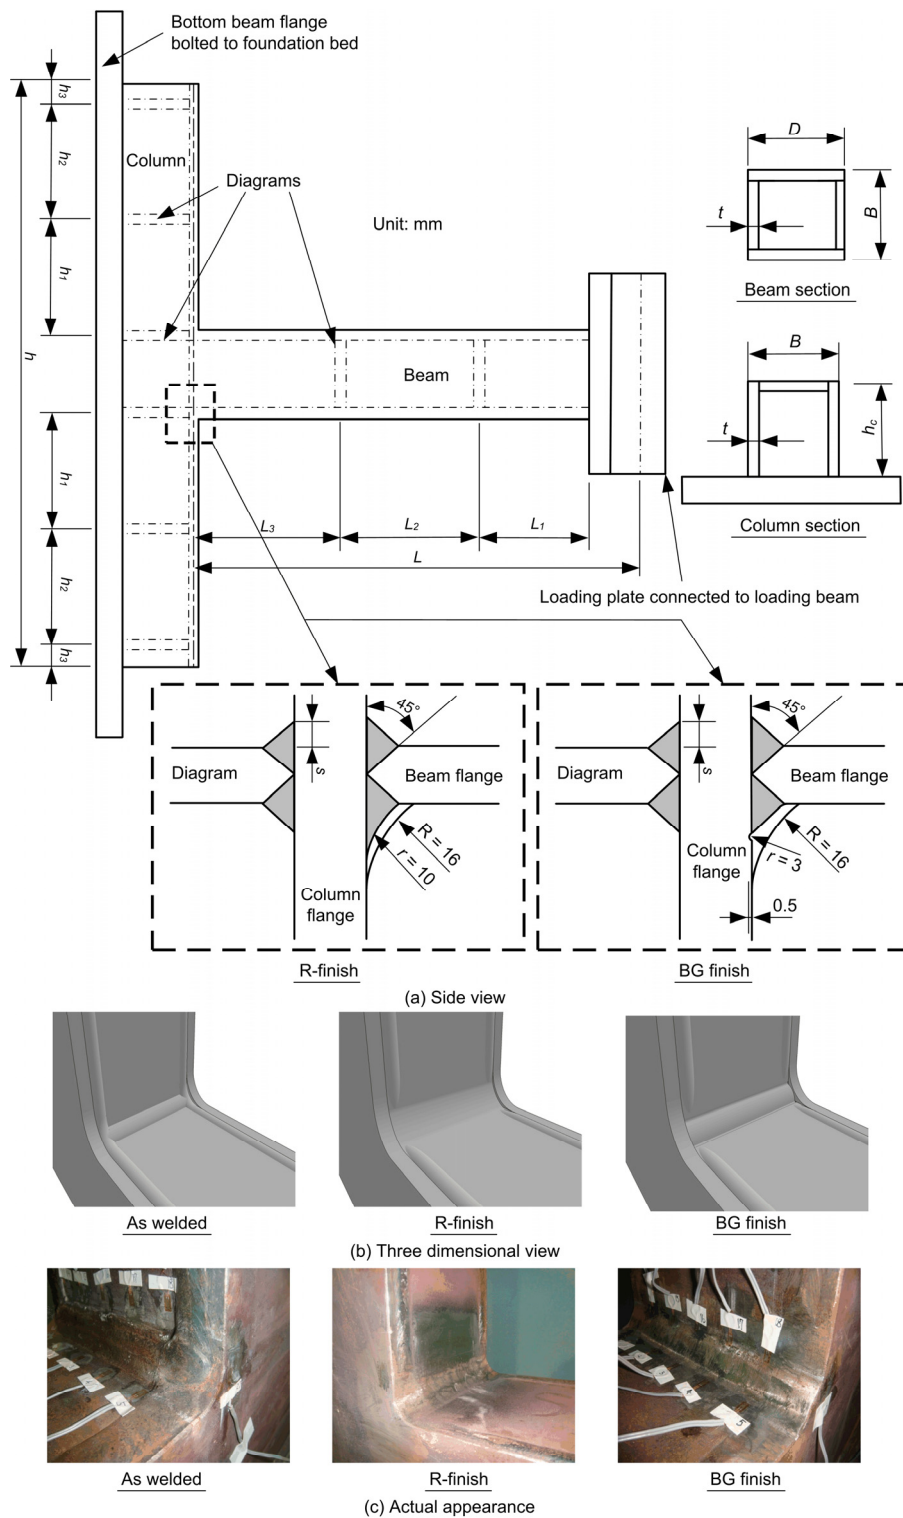 Bottom beam flange
bolted to foundation bed
h3
h2
h1
h
h1
h2
h3
Column
Diagrams
Unit: mm
Beam
L3
L2
L1
L
D
B
t
Beam section
B
t
hc
Column section
Loading plate connected to loading beam
45°
s
Diagram
Beam flange
R = 16
r = 10
Column
flange
R-finish
45°
s
Diagram
Beam flange
R = 16
r = 3
Column
flange
0.5
BG finish
(a) Side view
As welded
R-finish
BG finish
(b) Three dimensional view
As welded
R-finish
BG finish
(c) Actual appearance